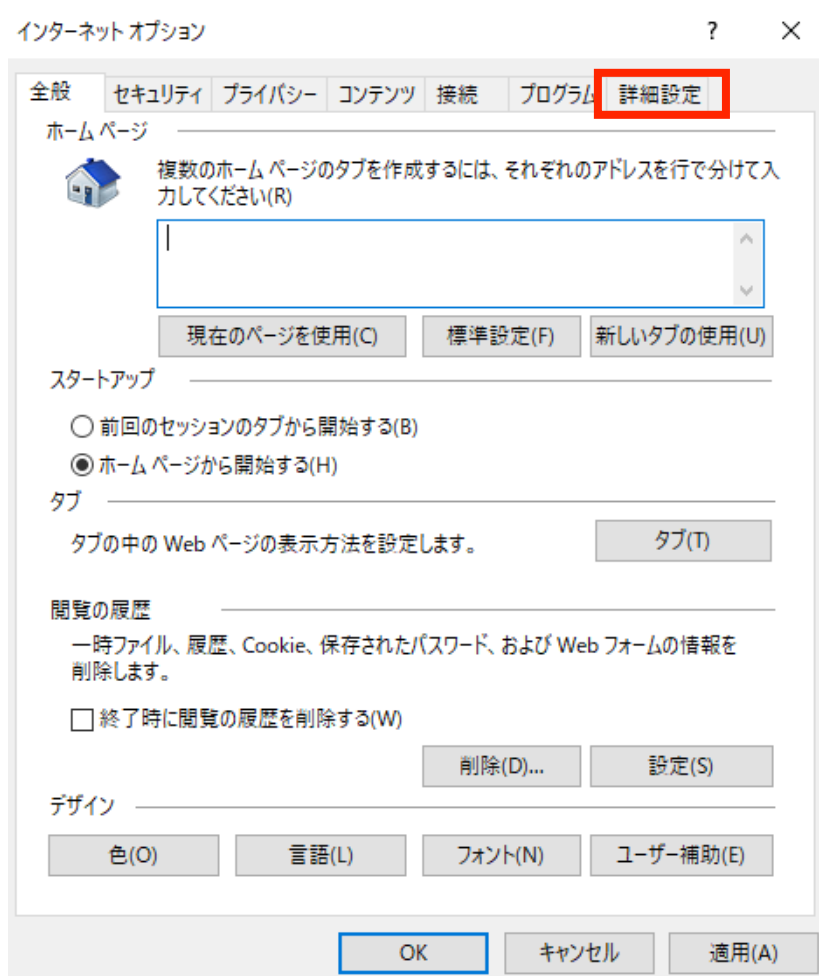 インターネット オプション
?
全般 セキュリティ プライバシー コンテンツ 接続 プログラム 詳細設定
ホーム ページ
複数のホーム ページのタブを作成するには、それぞれのアドレスを行で分けて入
力してください(R)
現在のページを使用(C) 標準設定(F) 新しいタブの使用(U)
スタートアップ
前回のセッションのタブから開始する(B)
ホーム ページから開始する(H)
タブ
タブの中の Web ページの表示方法を設定します。 タブ(T)
閲覧の履歴
一時ファイル、履歴、Cookie、保存されたパスワード、および Web フォームの情報を
削除します。
終了時に閲覧の履歴を削除する(W)
削除(D)... 設定(S)
デザイン
色(O) 言語(L) フォント(N) ユーザー補助(E)
OK キャンセル 適用(A)